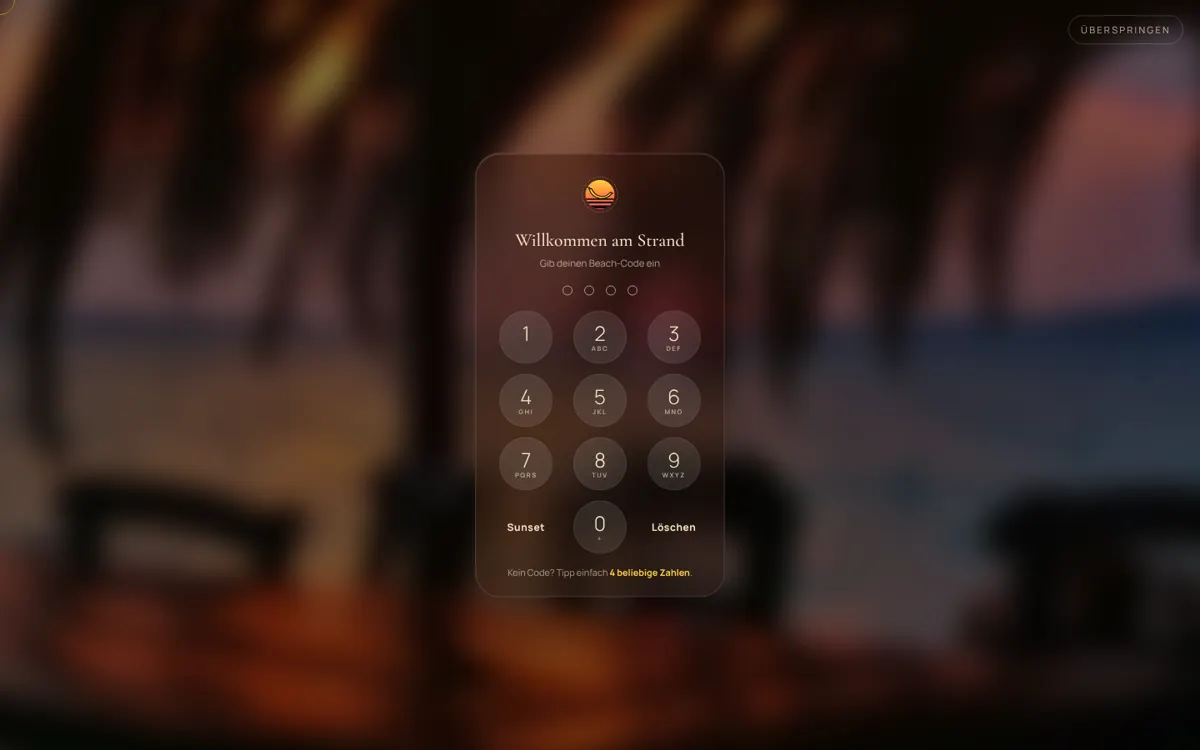 ÜBERSPRINGEN
Willkommen am Strand
Gib deinen Beach-Code ein
1
2
ABC
3
DEF
4
GHI
5
JKL
6
MNO
7
PQRS
8
TUV
9
WXYZ
Sunset
0
+
Löschen
Kein Code? Tipp einfach 4 beliebige Zahlen.